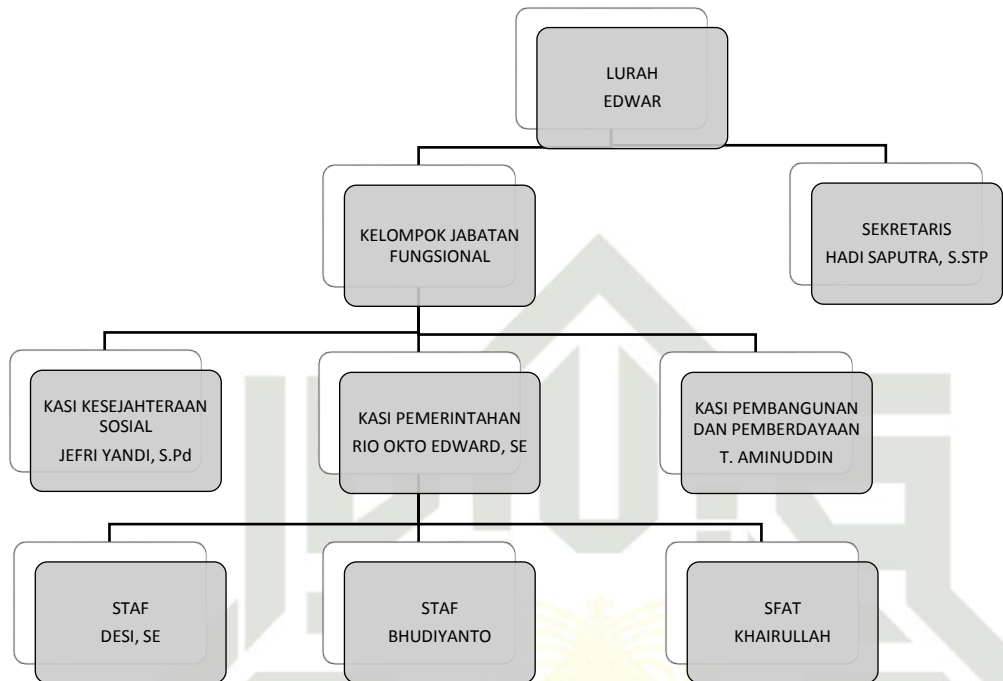 LURAH
EDWAR
KELOMPOK JABATAN
FUNGSIONAL
SEKRETARIS
HADI SAPUTRA, S.STP
KASI KESEJAHTERAAN
SOSIAL
JEFRI YANDI, S.Pd
KASI PEMERINTAHAN
RIO OKTO EDWARD, SE
KASI PEMBANGUNAN
DAN PEMBERDAYAAN
T. AMINUDDIN
STAF
DESI, SE
STAF
BHUDIYANTO
SFAT
KHAIRULLAH